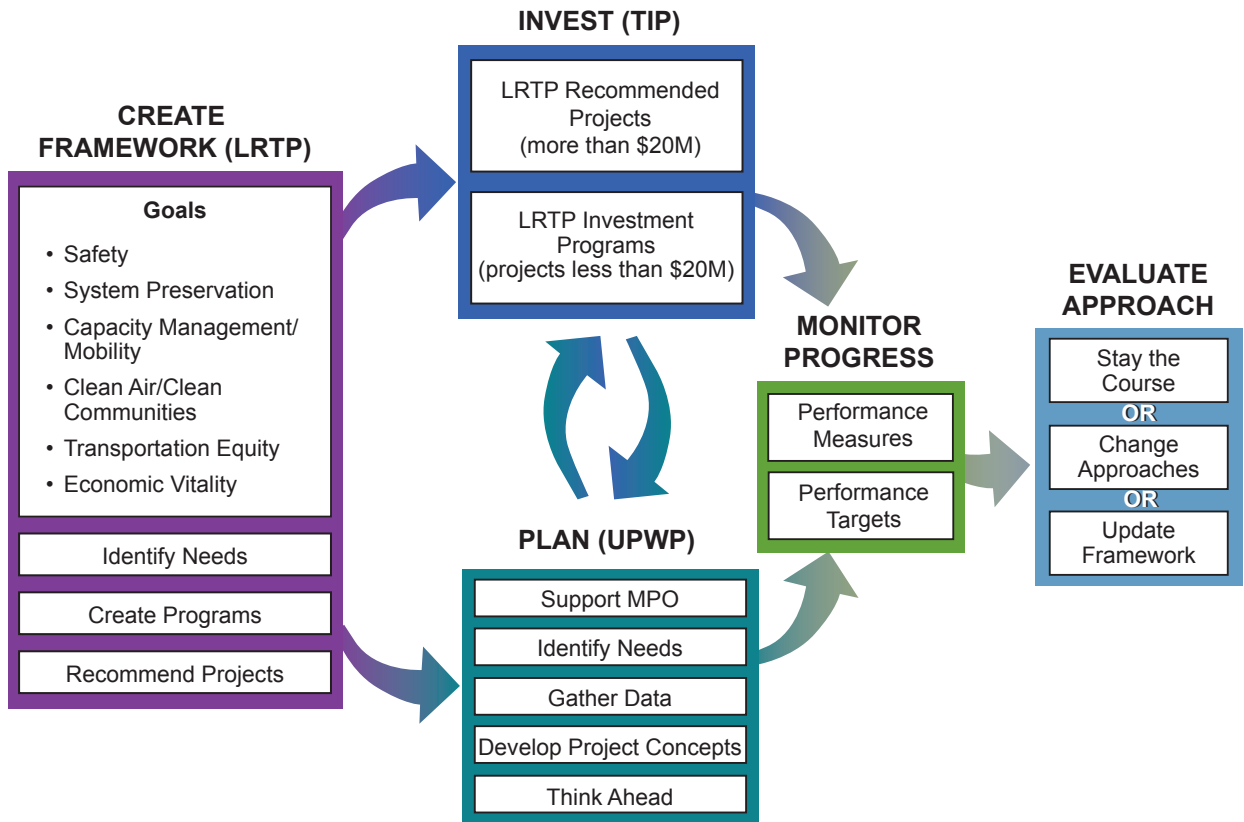 CREATE
FRAMEWORK (LRTP)
Goals
• Safety
• System Preservation
• Capacity Management/
Mobility
• Clean Air/Clean
Communities
• Transportation Equity
• Economic Vitality
Identify Needs
Create Programs
Recommend Projects
INVEST (TIP)
LRTP Recommended
Projects
(more than $20M)
LRTP Investment
Programs
(projects less than $20M)
PLAN (UPWP)
Support MPO
Identify Needs
Gather Data
Develop Project Concepts
Think Ahead
MONITOR
PROGRESS
Performance
Measures
Performance
Targets
EVALUATE
APPROACH
Stay the
Course
OR
Change
Approaches
OR
Update
Framework